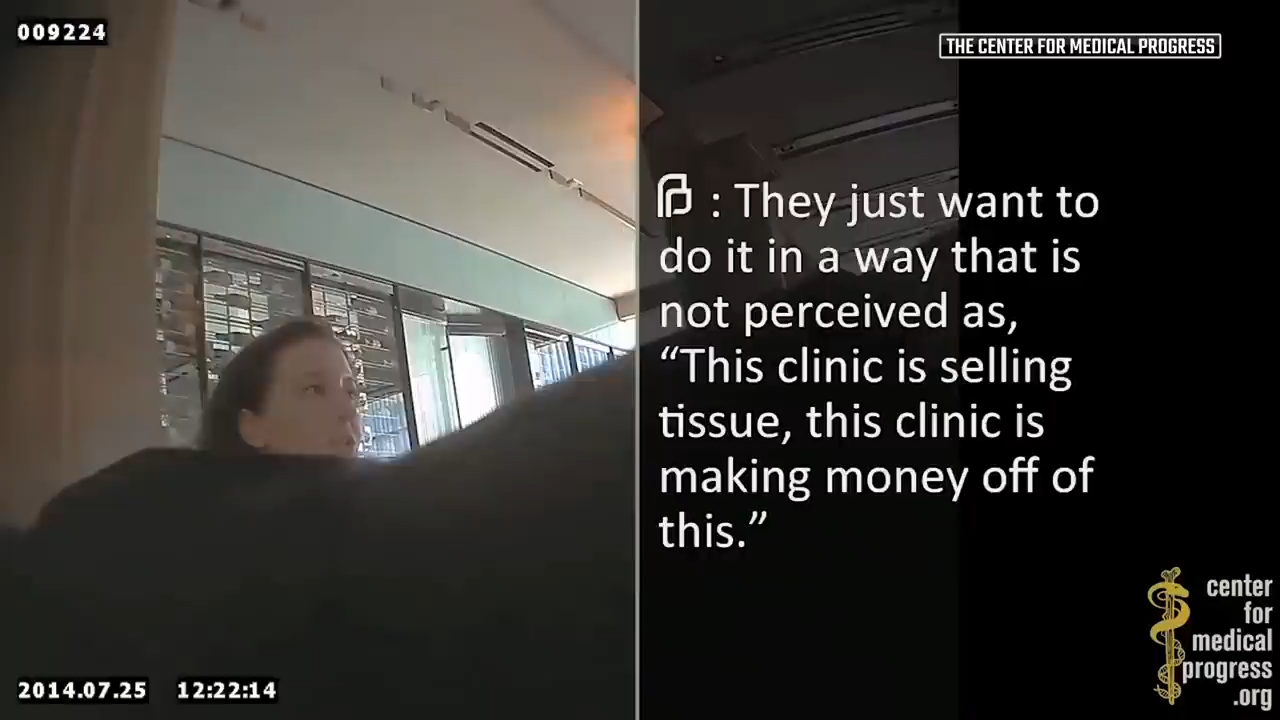 009224
THE CENTER FOR MEDICAL PROGRESS
: They just want to
do it in a way that is
not perceived as,
“This clinic is selling
tissue, this clinic is
making money off of
this.”
center
for
medical
progress
.org
2014.07.25 12:22:14